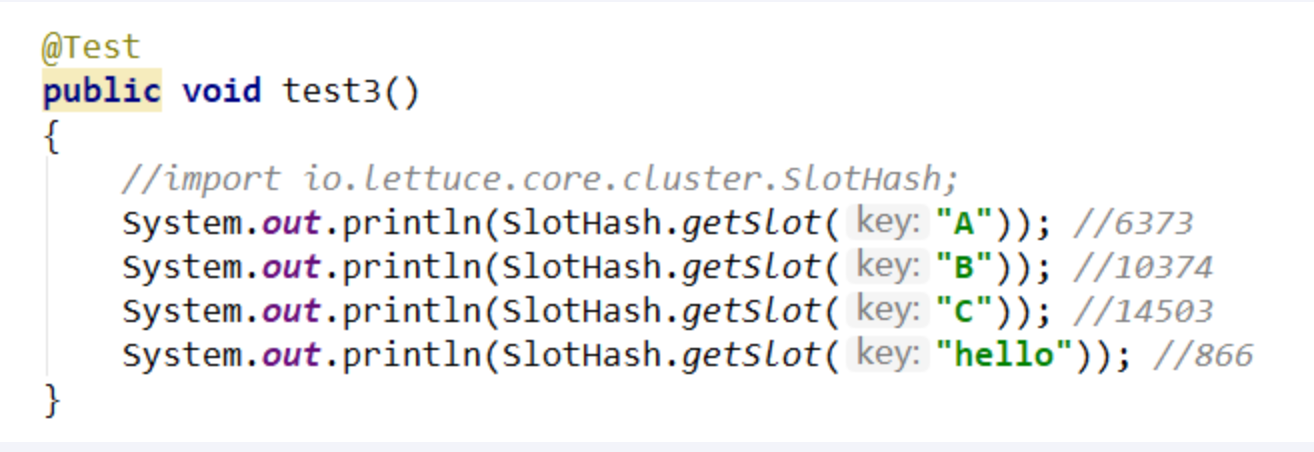 @Test
public void test3()
{
//import io.lettuce.core.cluster.SlotHash;
System.out.println(SlotHash.getSlot( key: "A")); //6373
System.out.println(SlotHash.getSlot( key: "B")); //10374
System.out.println(SlotHash.getSlot( key: "C")); //14503
System.out.println(SlotHash.getSlot( key: "hello")); //866
}